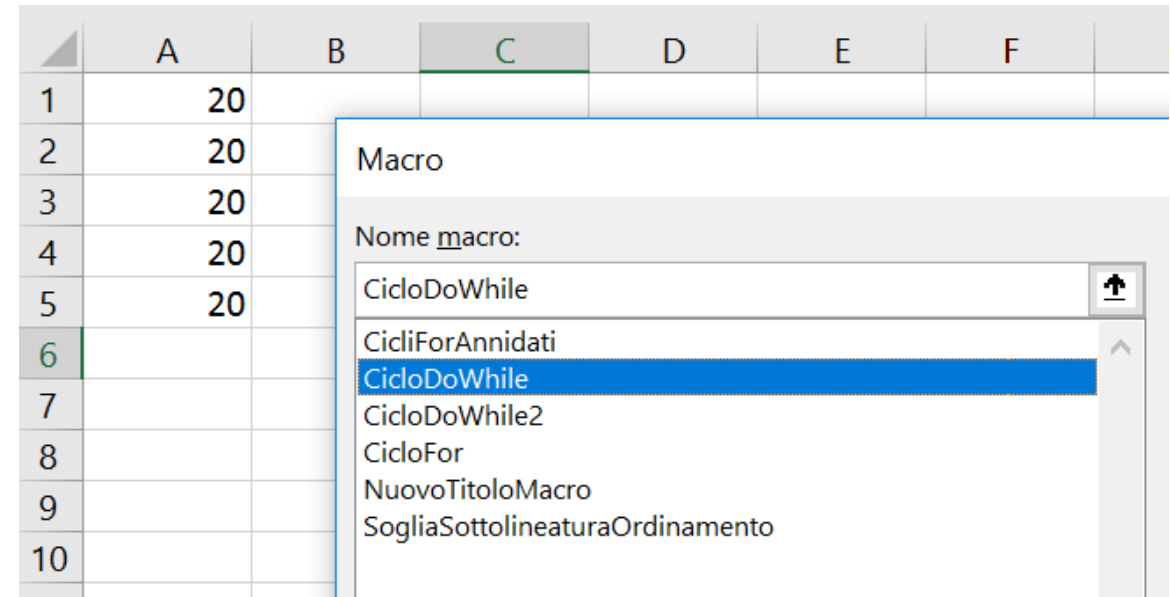 A B C D E F
1 20
2 20
Macro
3 20
Nome macro:
4 20
CicloDoWhile
5 20
CicliForAnnidati
6
CicloDoWhile
7
CicloDoWhile2
8
CicloFor
NuovoTitoloMacro
9
SogliaSottolineaturaOrdinamento
10